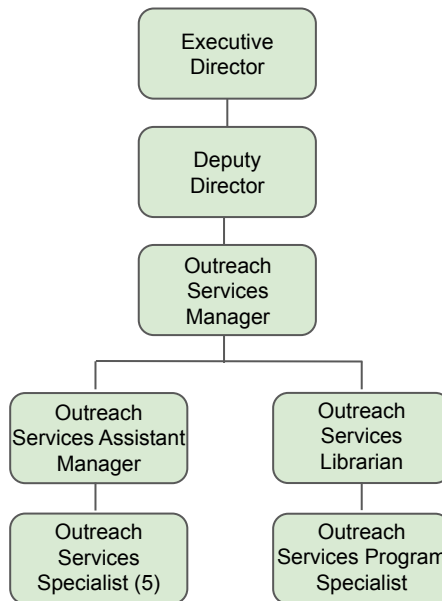 Executive
Director
Deputy
Director
Outreach
Services
Manager
Outreach
Services Assistant
Manager
Outreach
Services
Librarian
Outreach
Services
Specialist (5)
Outreach
Services Program
Specialist